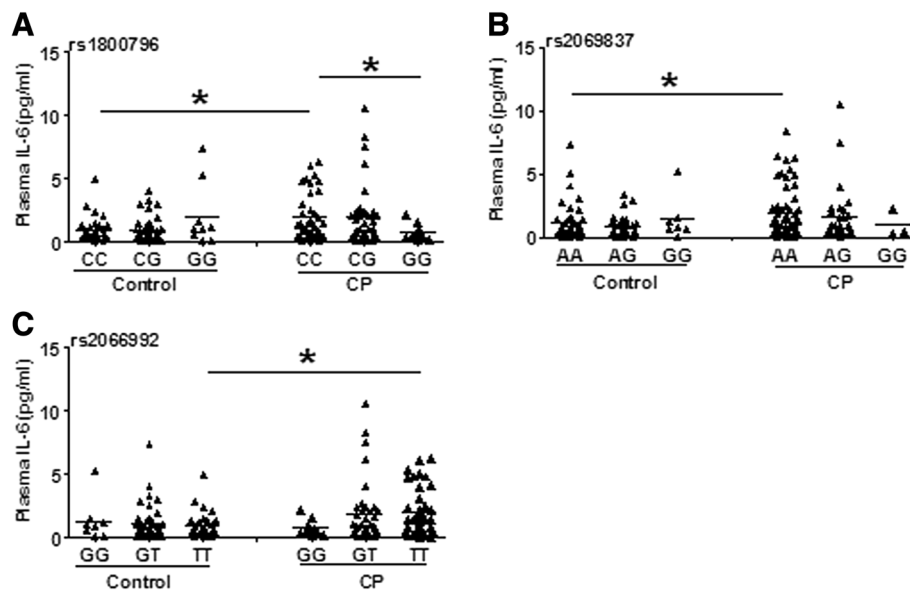 A
rs1800796
Plasma IL-6(pg/ml)
15
10
5
0
*
*
CC CG GG CC CG GG
Control CP
B
rs2069837
Plasma IL-6 (pg/ml)
15
10
5
0
*
AA AG GG AA AG GG
Control CP
C
rs2066992
Plasma IL-6(pg/ml)
15
10
5
0
*
GG GT TT GG GT TT
Control CP